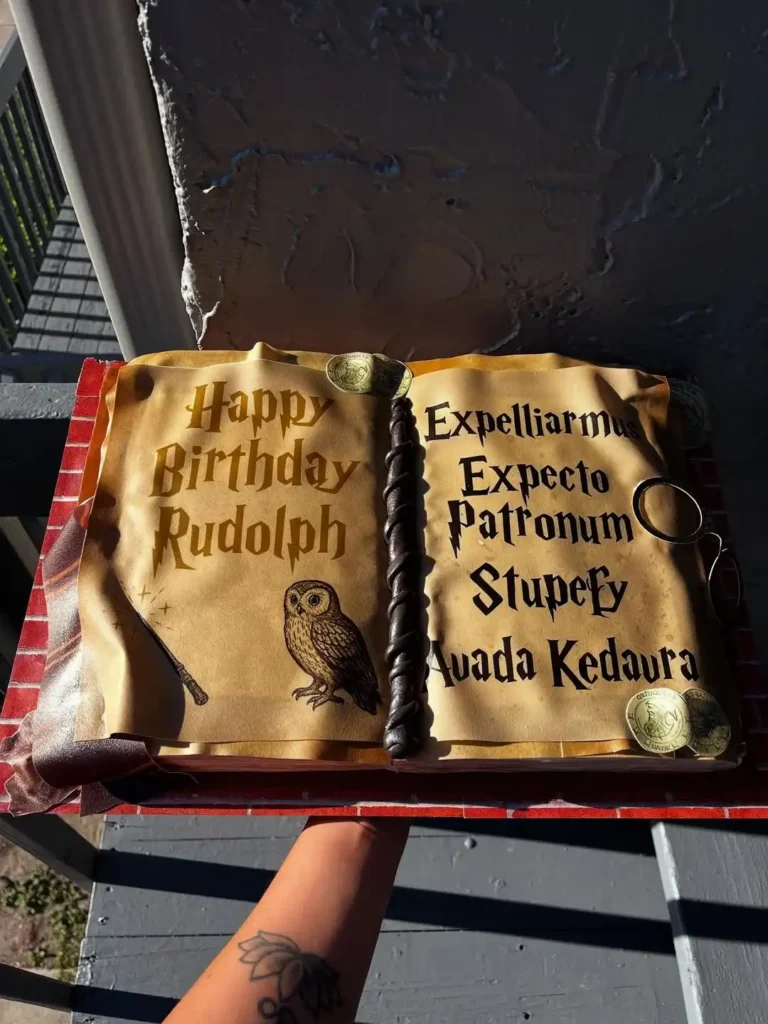 Happy
Birthday
Rudolph
Expelliarmus
Expecto
Patronum
Stupefy
Avada Kedavra